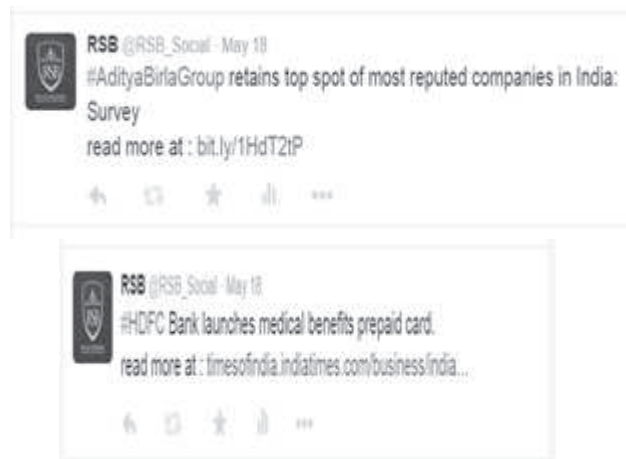 RSB @RSB_Social · May 18
#AdityaBirlaGroup retains top spot of most reputed companies in India:
Survey
read more at : bit.ly/1HdT2tP
RSB @RSB_Social · May 18
#HDFC Bank launches medical benefits prepaid card.
read more at : timesofindia.indiatimes.com/business/india...